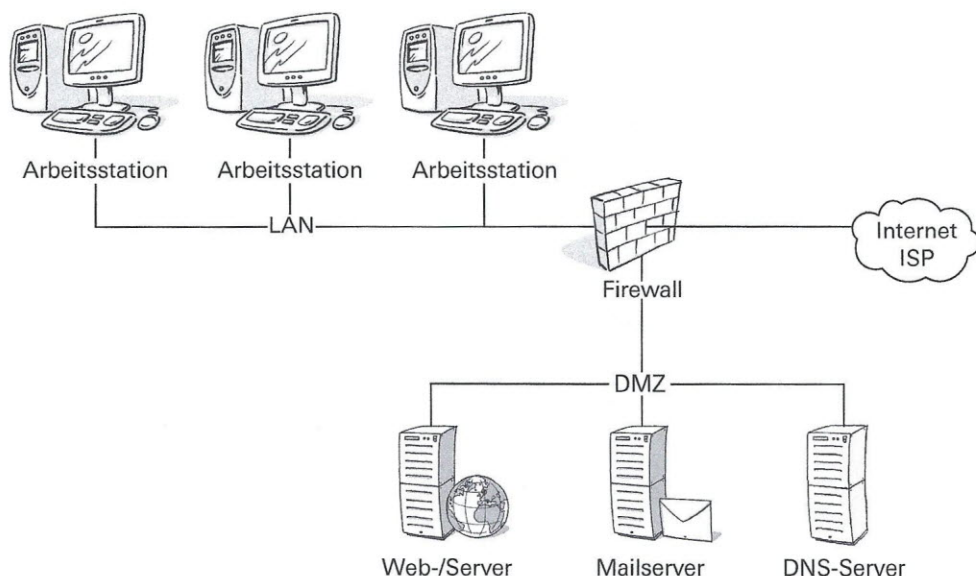 Arbeitsstation
Arbeitsstation
Arbeitsstation
LAN
Internet
ISP
Firewall
DMZ
Web-/Server
Mailserver
DNS-Server